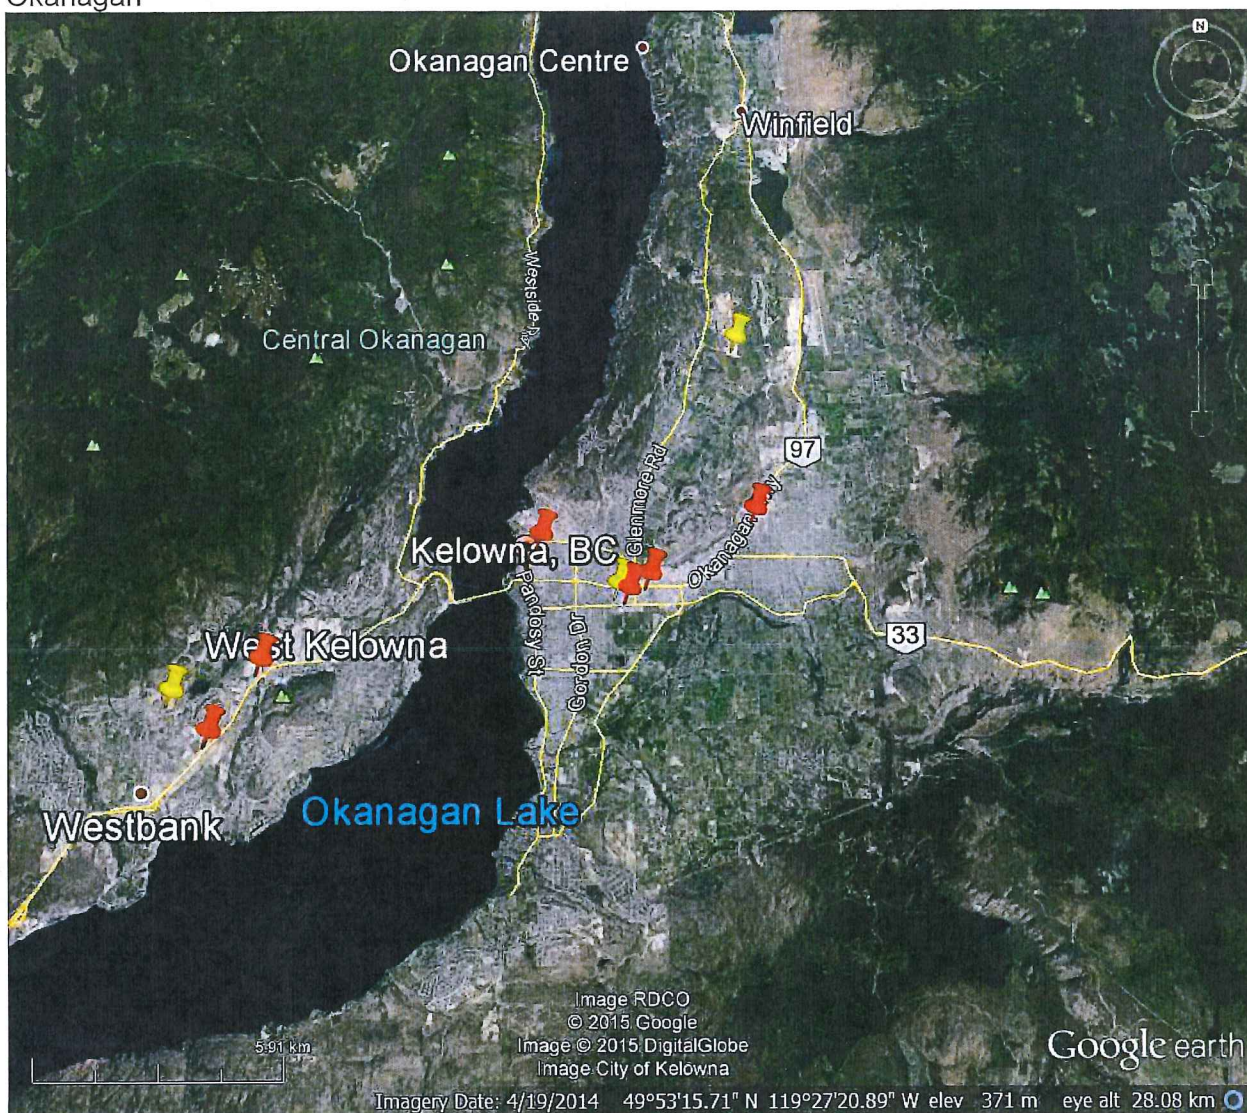 Okanagan
N
Okanagan Centre
Winfield
Westside
Central Okanagan
97
Glenmore Rd
Okanagan Hwy
Kelowna, BC
Pandosy St
Gordon Dr
33
West Kelowna
Westbank
Okanagan Lake
Image RDCO
© 2015 Google
Image © 2015 DigitalGlobe
Image City of Kelowna
5.91 km
Google earth
Imagery Date: 4/19/2014 49°53'15.71" N 119°27'20.89" W elev 371 m eye alt 28.08 km